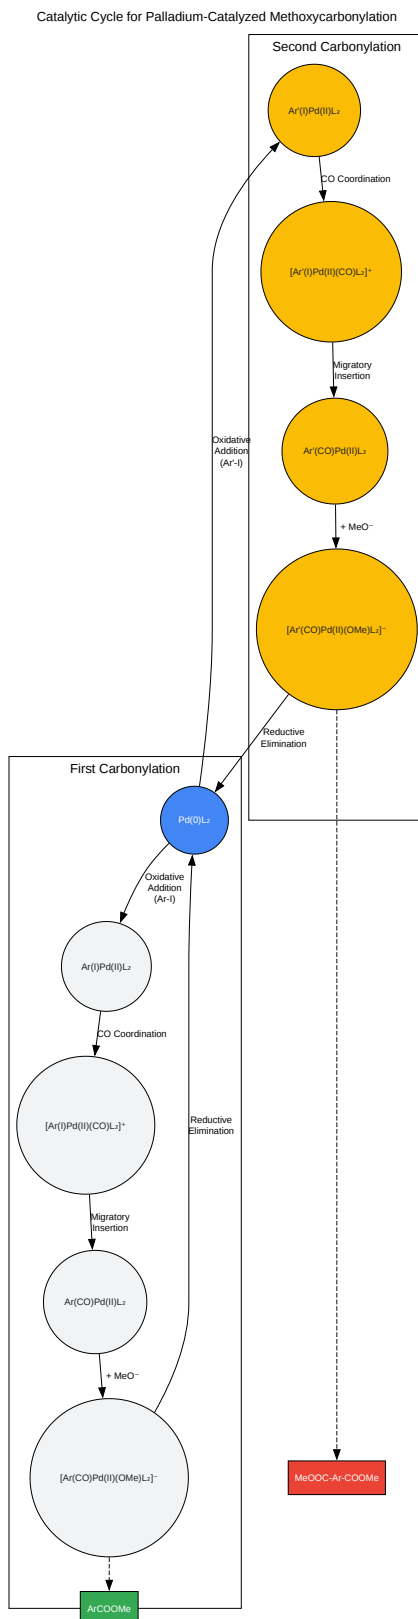 Catalytic Cycle for Palladium-Catalyzed Methoxycarbonylation
Second Carbonylation
Ar'(I)Pd(II)L₂
CO Coordination
[Ar'(I)Pd(II)(CO)L₂]⁺
Migratory
Insertion
Ar'(CO)Pd(II)L₂
Oxidative
Addition
(Ar'-I)
+ MeO⁻
[Ar'(CO)Pd(II)(OMe)L₂]⁻
Reductive
Elimination
First Carbonylation
Pd(0)L₂
Oxidative
Addition
(Ar-I)
Ar(I)Pd(II)L₂
CO Coordination
[Ar(I)Pd(II)(CO)L₂]⁺
Reductive
Elimination
Migratory
Insertion
Ar(CO)Pd(II)L₂
+ MeO⁻
[Ar(CO)Pd(II)(OMe)L₂]⁻
MeOOC-Ar-COOMe
ArCOOMe